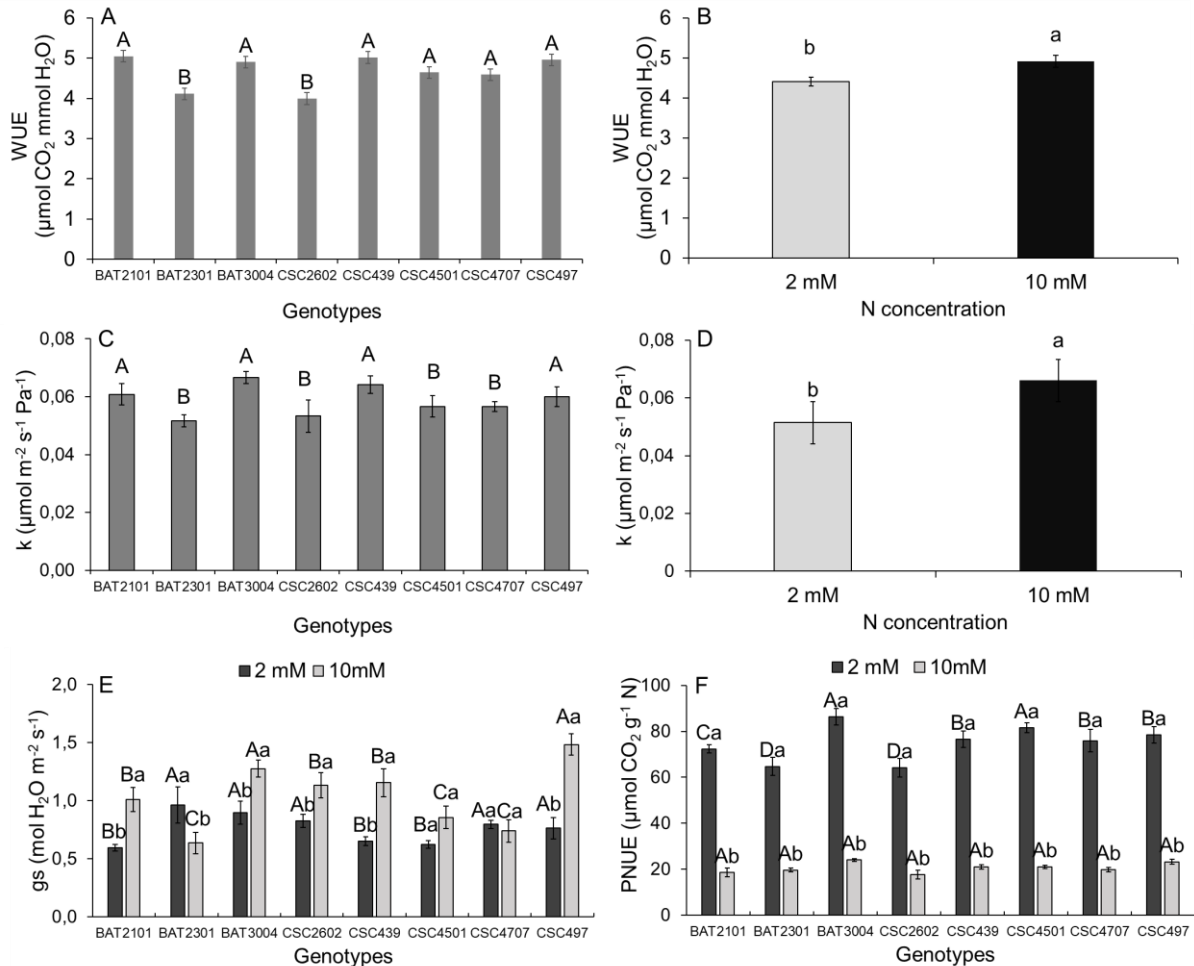 A
6
5
4
3
2
1
0
WUE
(µmol CO₂ mmol H₂O)
A B A B A A A A
BAT2101 BAT2301 BAT3004 CSC2602 CSC439 CSC4501 CSC4707 CSC497
Genotypes
B
6
5
4
3
2
1
0
WUE
(µmol CO₂ mmol H₂O)
b a
2 mM 10 mM
N concentration
C
0,08
0,06
0,04
0,02
0,00
k (µmol m⁻² s⁻¹ Pa⁻¹)
A B A B A B B A
BAT2101 BAT2301 BAT3004 CSC2602 CSC439 CSC4501 CSC4707 CSC497
Genotypes
D
0,08
0,06
0,04
0,02
0
k (µmol m⁻² s⁻¹ Pa⁻¹)
b a
2 mM 10 mM
N concentration
2 mM 10mM
E
2,0
1,5
1,0
0,5
0,0
gs (mol H₂O m⁻² s⁻¹)
Bb Ba Aa Cb Ab Aa Ab Ba Bb Ba Ba Ca Aa Ca Ab Aa
BAT2101 BAT2301 BAT3004 CSC2602 CSC439 CSC4501 CSC4707 CSC497
Genotypes
2 mM 10mM
F
100
80
60
40
20
0
PNUE (µmol CO₂ g⁻¹ N)
Ca Da Aa Da Ba Aa Ba Ba
Ab Ab Ab Ab Ab Ab Ab Ab
BAT2101 BAT2301 BAT3004 CSC2602 CSC439 CSC4501 CSC4707 CSC497
Genotypes